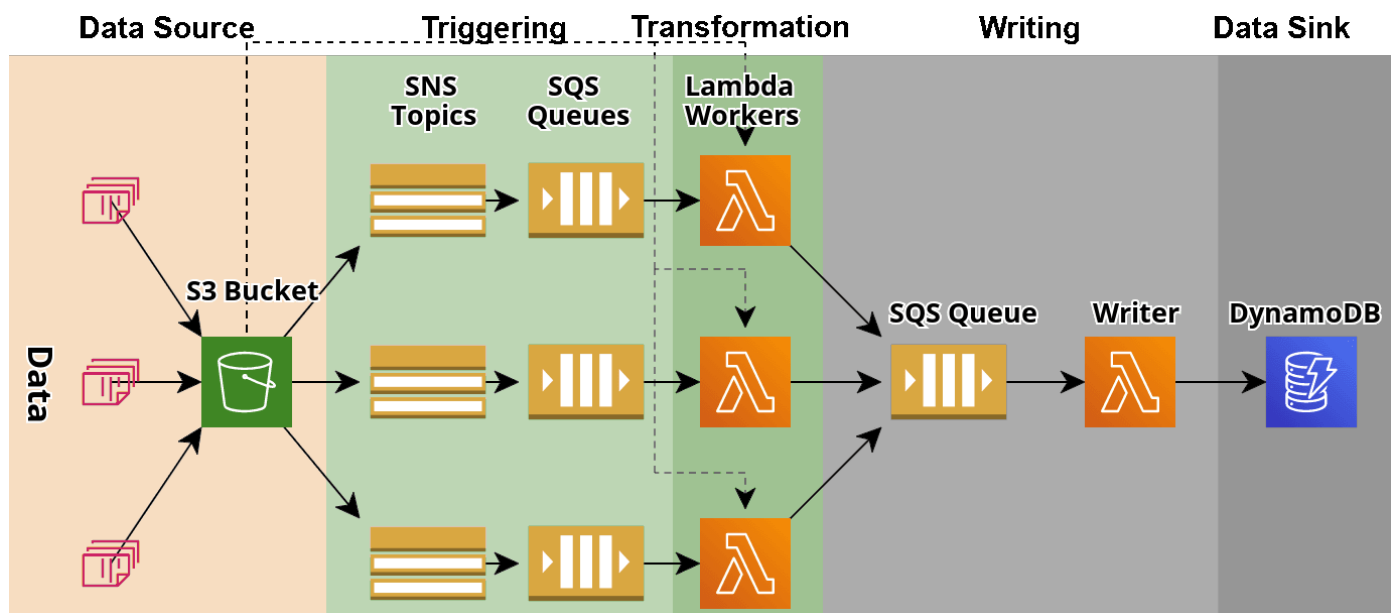 Data Source
Triggering
Transformation
Writing
Data Sink
SNS
Topics
SQS
Queues
Lambda
Workers
S3 Bucket
SQS Queue
Writer
DynamoDB
Data